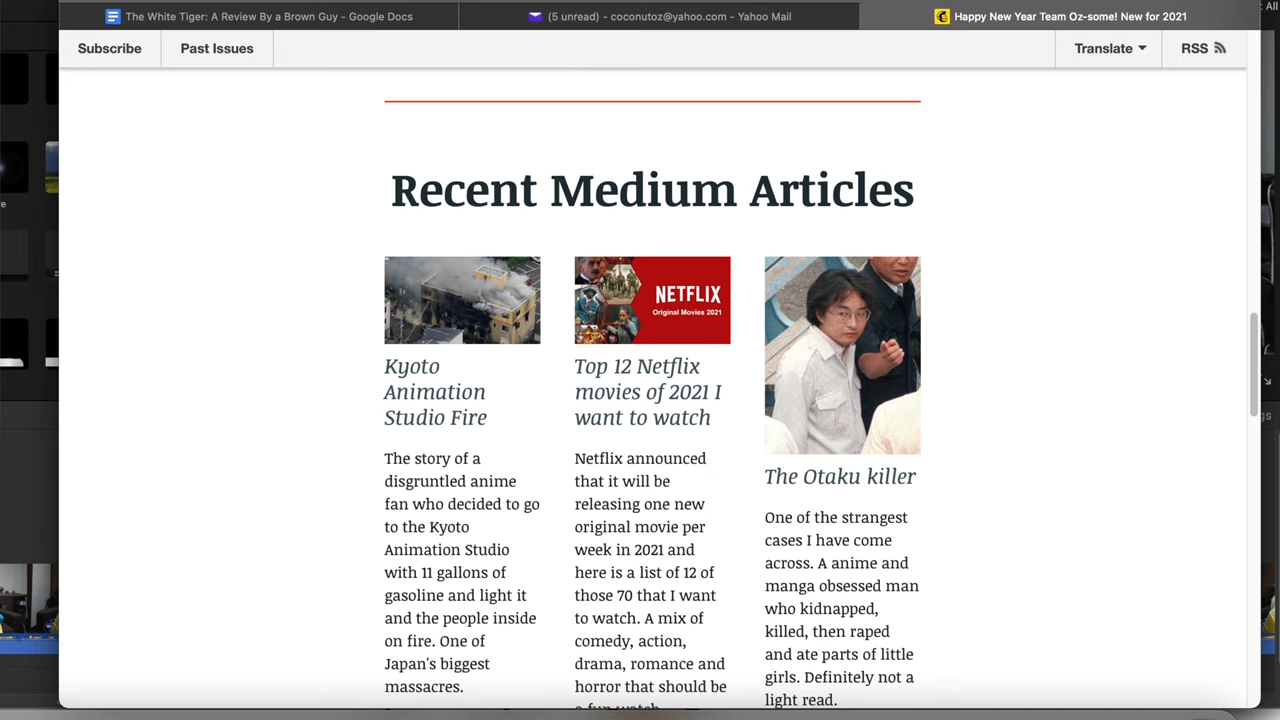 The White Tiger: A Review By a Brown Guy - Google Docs
(5 unread) - coconutoz@yahoo.com - Yahoo Mail
Happy New Year Team Oz-some! New for 2021
All
Subscribe
Past Issues
Translate
RSS
Recent Medium Articles
NETFLIX
Original Movies 2021
Kyoto
Animation
Studio Fire
The story of a
disgruntled anime
fan who decided to go
to the Kyoto
Animation Studio
with 11 gallons of
gasoline and light it
and the people inside
on fire. One of
Japan's biggest
massacres.
Top 12 Netflix
movies of 2021 I
want to watch
Netflix announced
that it will be
releasing one new
original movie per
week in 2021 and
here is a list of 12 of
those 70 that I want
to watch. A mix of
comedy, action,
drama, romance and
horror that should be
a fun watch.
The Otaku killer
One of the strangest
cases I have come
across. A anime and
manga obsessed man
who kidnapped,
killed, then raped
and ate parts of little
girls. Definitely not a
light read.